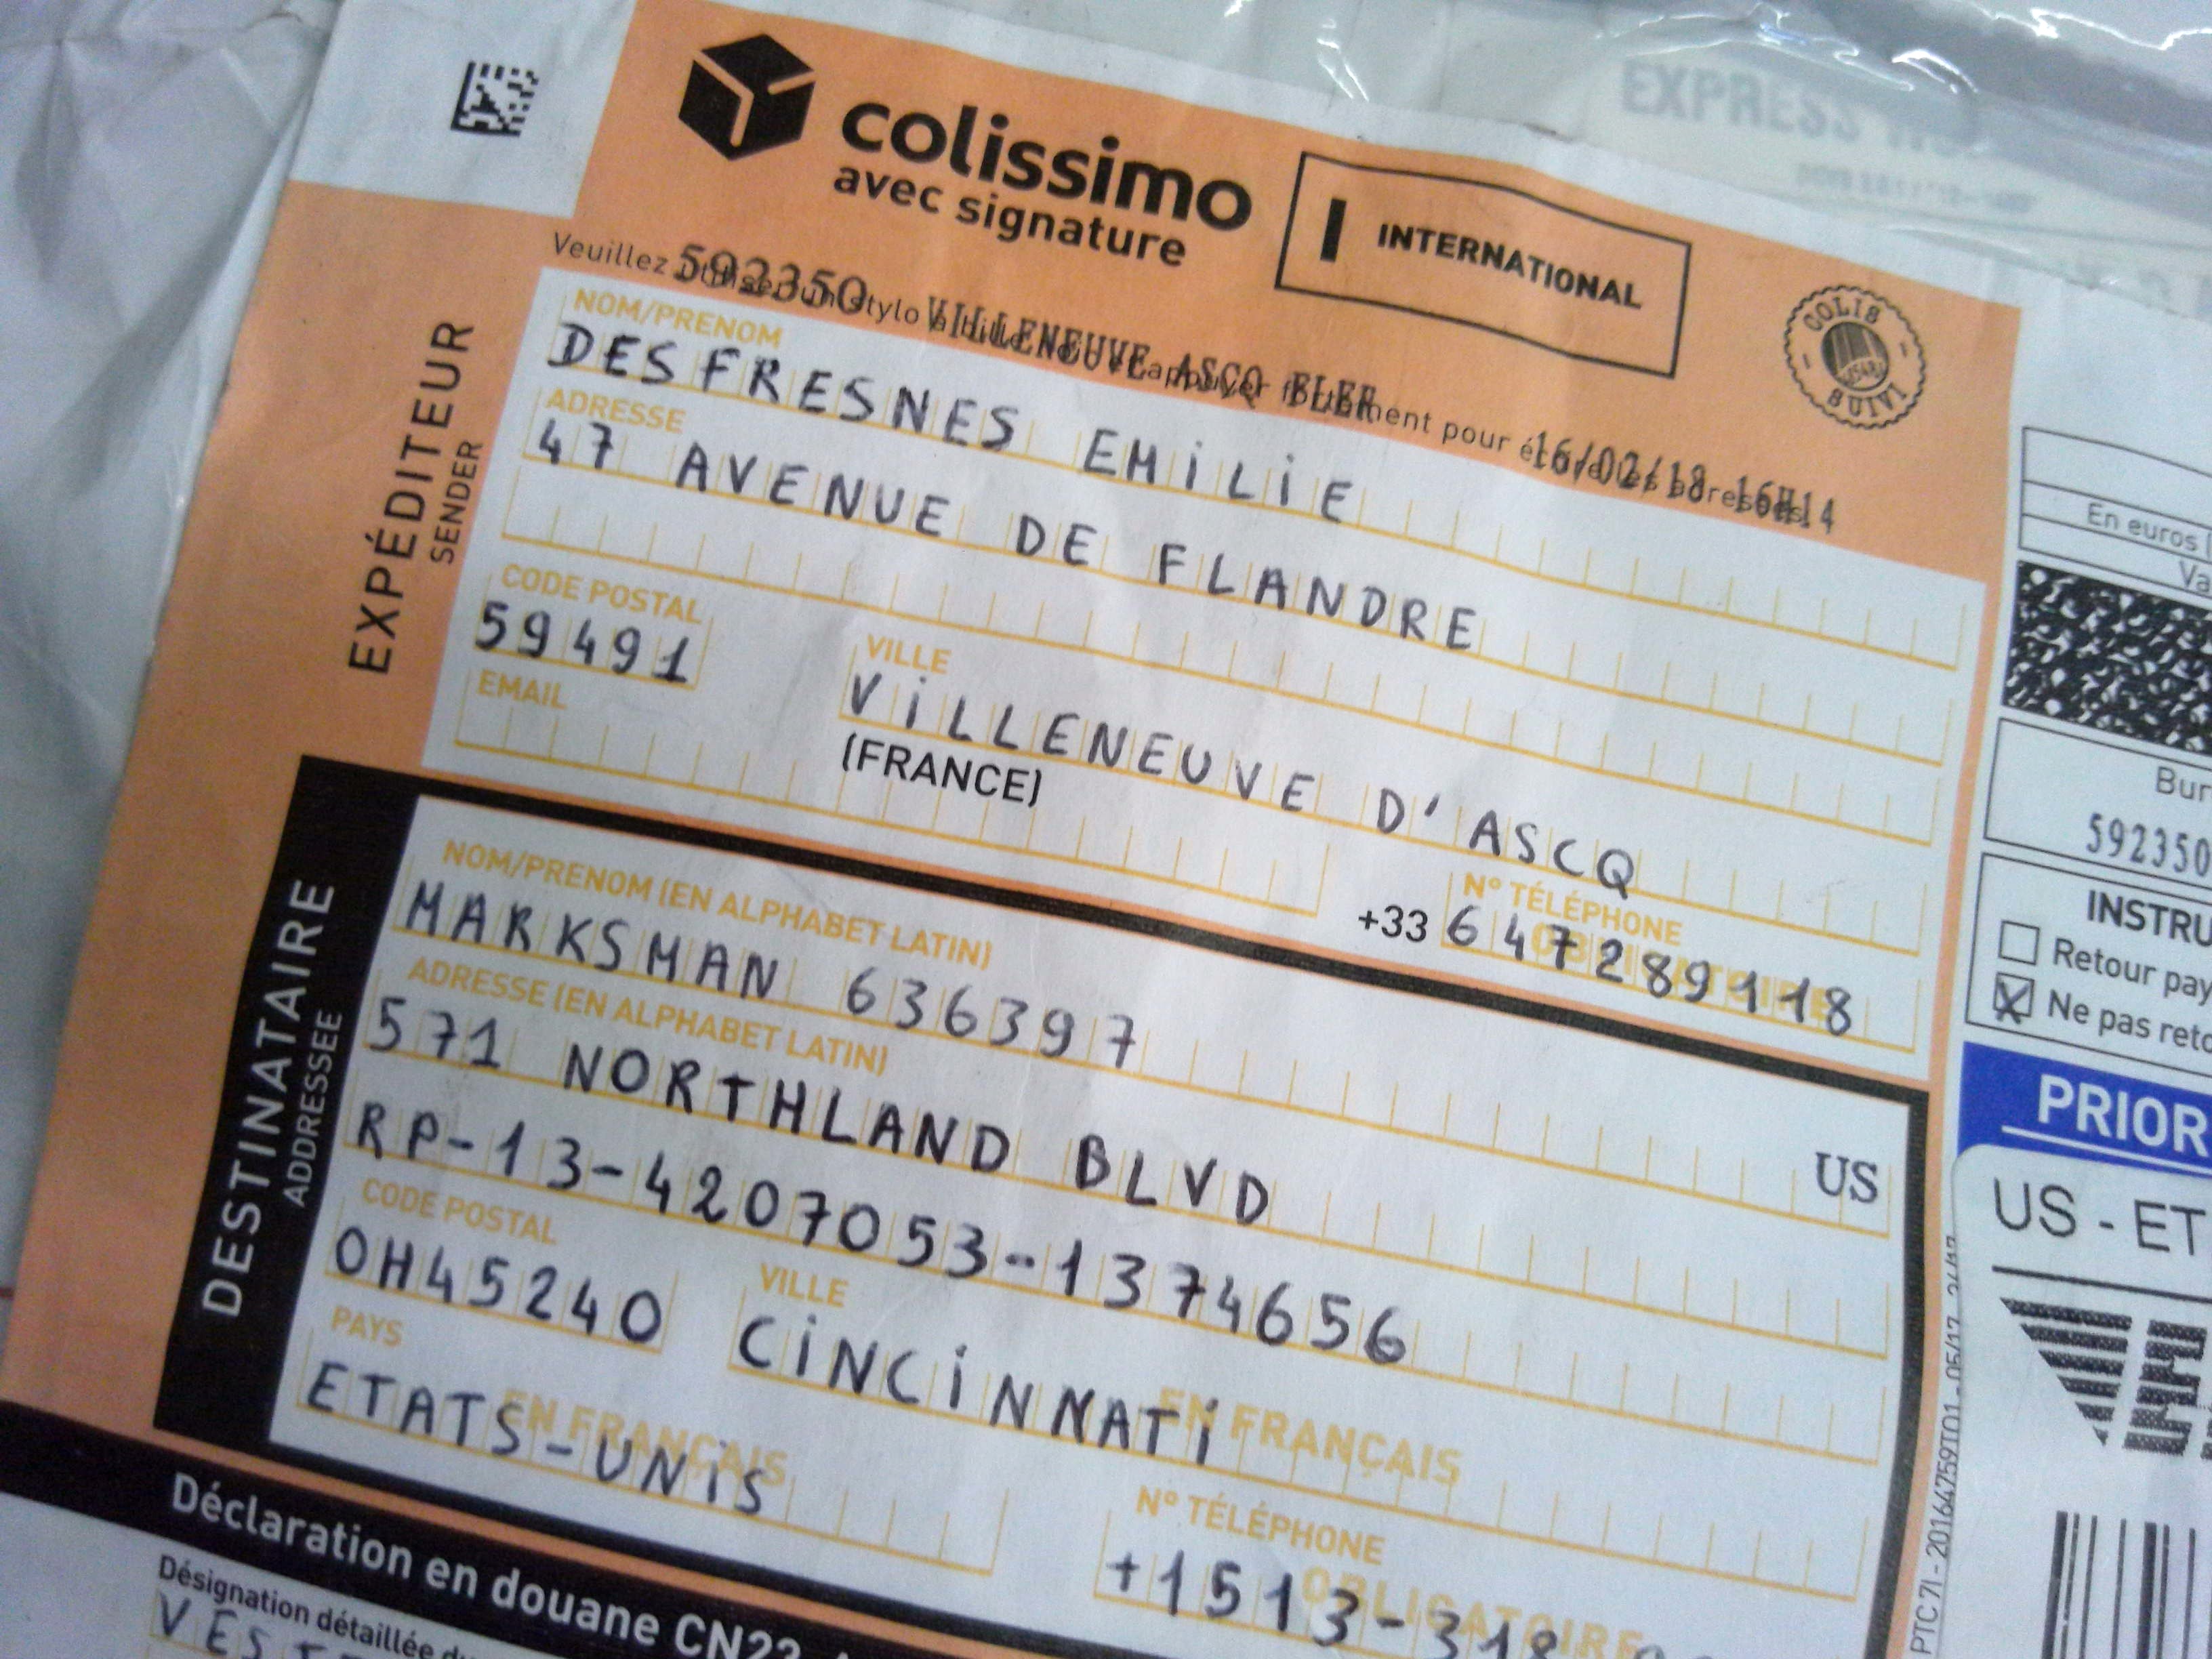 colissimo
avec signature
I INTERNATIONAL
COLIS
SUIVI
592350 VILLENEUVE ASCQ FLER 16/02/18 16H14
EXPÉDITEUR
SENDER
NOM/PRENOM
DESFRESNES EMILIE
ADRESSE
47 AVENUE DE FLANDRE
CODE POSTAL
59491
VILLE
VILLENEUVE D'ASCQ
(FRANCE)
EMAIL
N° TÉLÉPHONE
+33 647289118
DESTINATAIRE
ADDRESSEE
NOM/PRENOM (EN ALPHABET LATIN)
MARKSMAN 636397
ADRESSE (EN ALPHABET LATIN)
571 NORTHLAND BLVD
US
RP-13-4207053-1374656
CODE POSTAL
OH45240
VILLE
CINCINNATI
EN FRANÇAIS
PAYS
ETATS-UNIS
EN FRANÇAIS
N° TÉLÉPHONE
OBLIGATOIRE
+1513-318
Déclaration en douane CN23
Désignation détaillée
EXPRESS
En euros
592350
INSTRU
Retour pay
Ne pas reto
PRIOR
US - ET